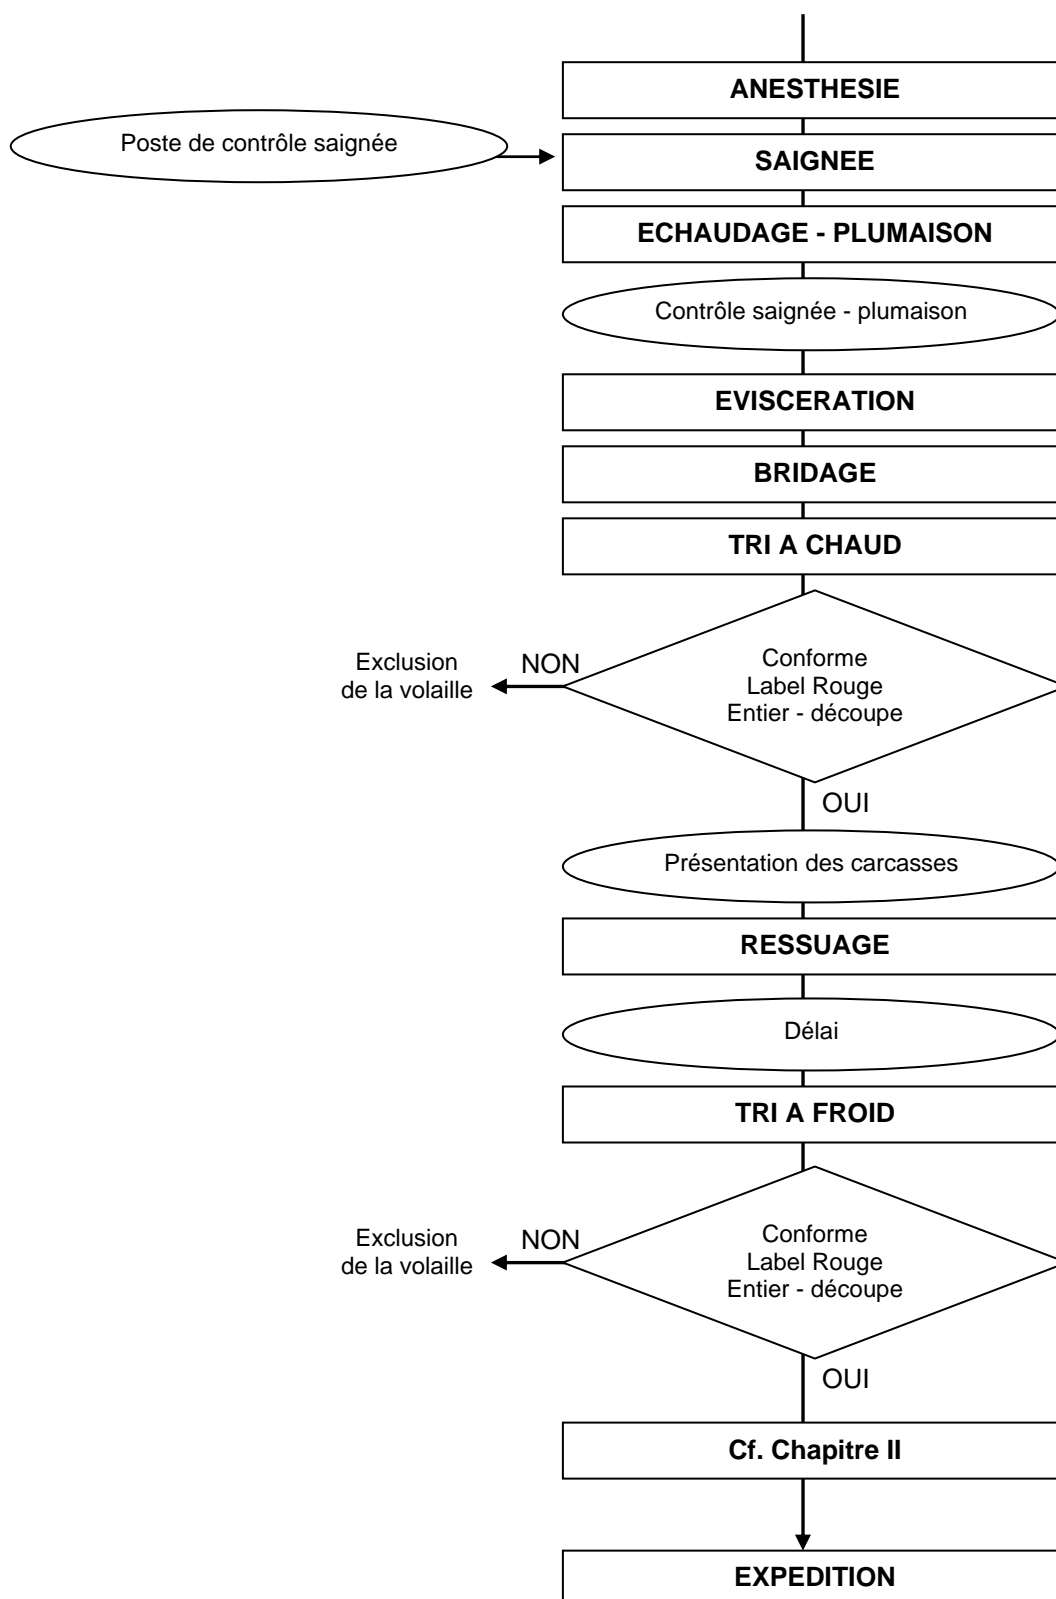 ANESTHESIE
Poste de contrôle saignée
SAIGNEE
ECHAUDAGE - PLUMAISON
Contrôle saignée - plumaison
EVISCERATION
BRIDAGE
TRI A CHAUD
Exclusion
de la volaille
NON
Conforme
Label Rouge
Entier - découpe
OUI
Présentation des carcasses
RESSUAGE
Délai
TRI A FROID
Exclusion
de la volaille
NON
Conforme
Label Rouge
Entier - découpe
OUI
Cf. Chapitre II
EXPEDITION